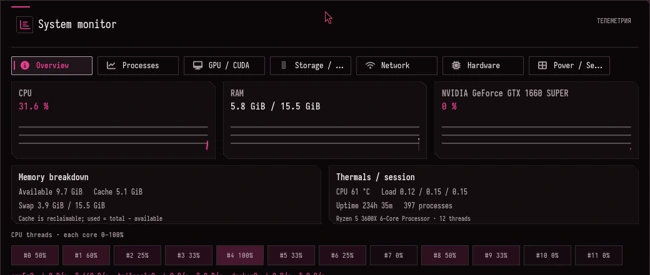 System monitor
ТЕЛЕМЕТРИЯ
Overview
Processes
GPU / CUDA
Storage / ...
Network
Hardware
Power / Se...
CPU
31.6 %
RAM
5.8 GiB / 15.5 GiB
NVIDIA GeForce GTX 1660 SUPER
0 %
Memory breakdown
Available 9.7 GiB Cache 5.1 GiB
Swap 3.9 GiB / 15.5 GiB
Cache is reclaimable; used = total - available
Thermals / session
CPU 61 °C Load 0.12 / 0.15 / 0.15
Uptime 234h 35m 397 processes
Ryzen 5 3600X 6-Core Processor · 12 threads
CPU threads · each core 0-100%
#0 50%
#1 60%
#2 25%
#3 33%
#4 100%
#5 33%
#6 25%
#7 0%
#8 50%
#9 33%
#10 0%
#11 0%